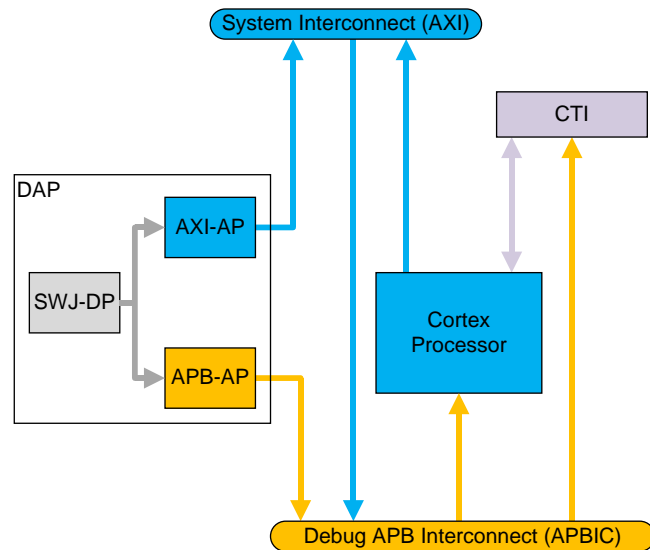 System Interconnect (AXI)
CTI
DAP
AXI-AP
SWJ-DP
Cortex
Processor
APB-AP
Debug APB Interconnect (APBIC)